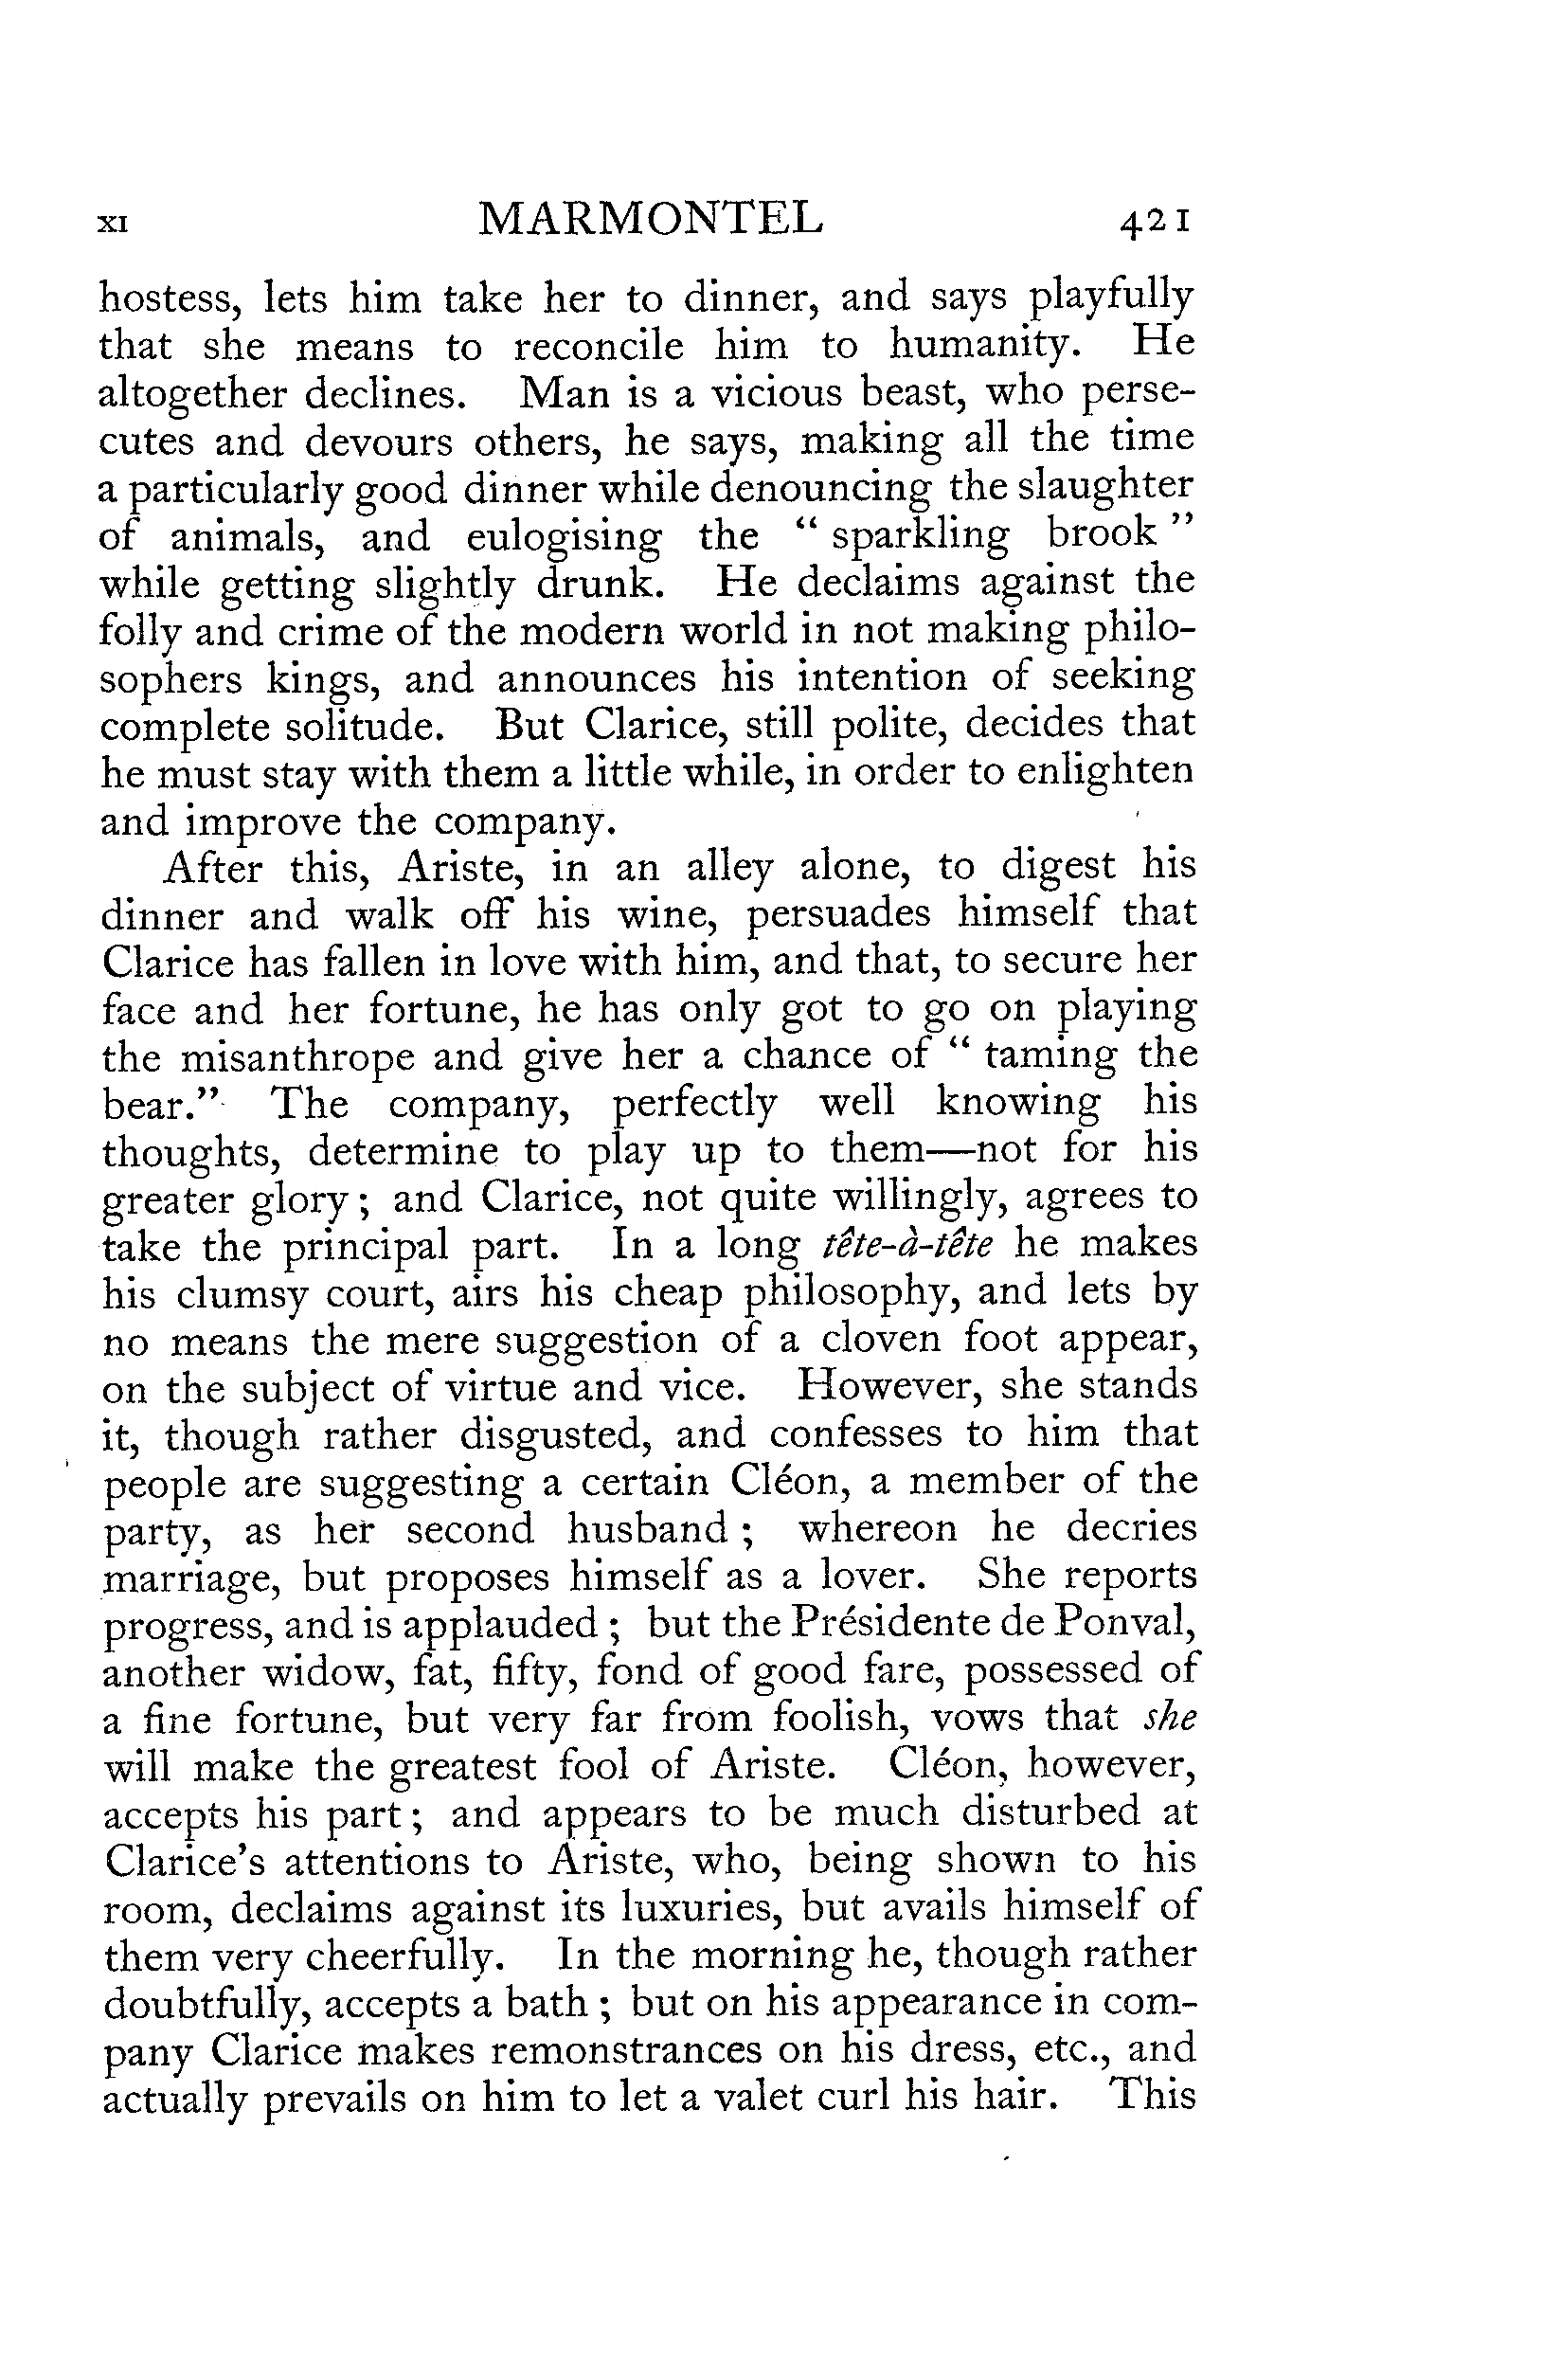 XI MARMONTEL 421
hostess, lets him take her to dinner, and says playfully
that she means to reconcile him to humanity. He
altogether declines. Man is a vicious beast, who perse-
cutes and devours others, he says, making all the time
a particularly good dinner while denouncing the slaughter
of animals, and eulogising the “ sparkling brook ”
while getting slightly drunk. He declaims against the
folly and crime of the modern world in not making philo-
sophers kings, and announces his intention of seeking
complete solitude. But Clarice, still polite, decides that
he must stay with them a little while, in order to enlighten
and improve the company.
After this, Ariste, in an alley alone, to digest his
dinner and walk off his wine, persuades himself that
Clarice has fallen in love with him, and that, to secure her
face and her fortune, he has only got to go on playing
the misanthrope and give her a chance of “ taming the
bear.” The company, perfectly well knowing his
thoughts, determine to play up to them—not for his
greater glory ; and Clarice, not quite willingly, agrees to
take the principal part. In a long tête-à-tête he makes
his clumsy court, airs his cheap philosophy, and lets by
no means the mere suggestion of a cloven foot appear,
on the subject of virtue and vice. However, she stands
it, though rather disgusted, and confesses to him that
people are suggesting a certain Cléon, a member of the
party, as her second husband ; whereon he decries
marriage, but proposes himself as a lover. She reports
progress, and is applauded ; but the Présidente de Ponval,
another widow, fat, fifty, fond of good fare, possessed of
a fine fortune, but very far from foolish, vows that she
will make the greatest fool of Ariste. Cléon, however,
accepts his part ; and appears to be much disturbed at
Clarice’s attentions to Ariste, who, being shown to his
room, declaims against its luxuries, but avails himself of
them very cheerfully. In the morning he, though rather
doubtfully, accepts a bath ; but on his appearance in com-
pany Clarice makes remonstrances on his dress, etc., and
actually prevails on him to let a valet curl his hair. This